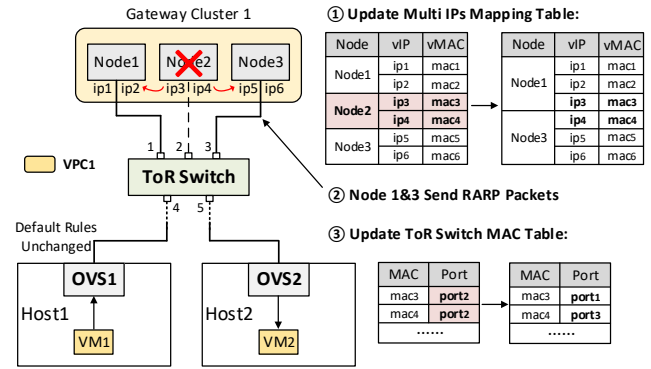 Gateway Cluster 1
Node1
Node2
Node3
ip1 ip2
ip3 ip4
ip5 ip6
1
2
3
VPC1
ToR Switch
4
5
Default Rules
Unchanged
OVS1
OVS2
Host1
Host2
VM1
VM2
① Update Multi IPs Mapping Table:
Node vIP vMAC
Node1
ip1 mac1
ip2 mac2
Node2
ip3 mac3
ip4 mac4
Node3
ip5 mac5
ip6 mac6
Node vIP vMAC
Node1
ip1 mac1
ip2 mac2
ip3 mac3
Node3
ip4 mac4
ip5 mac5
ip6 mac6
② Node 1&3 Send RARP Packets
③ Update ToR Switch MAC Table:
MAC Port
mac3 port2
mac4 port2
······
MAC Port
mac3 port1
mac4 port3
······